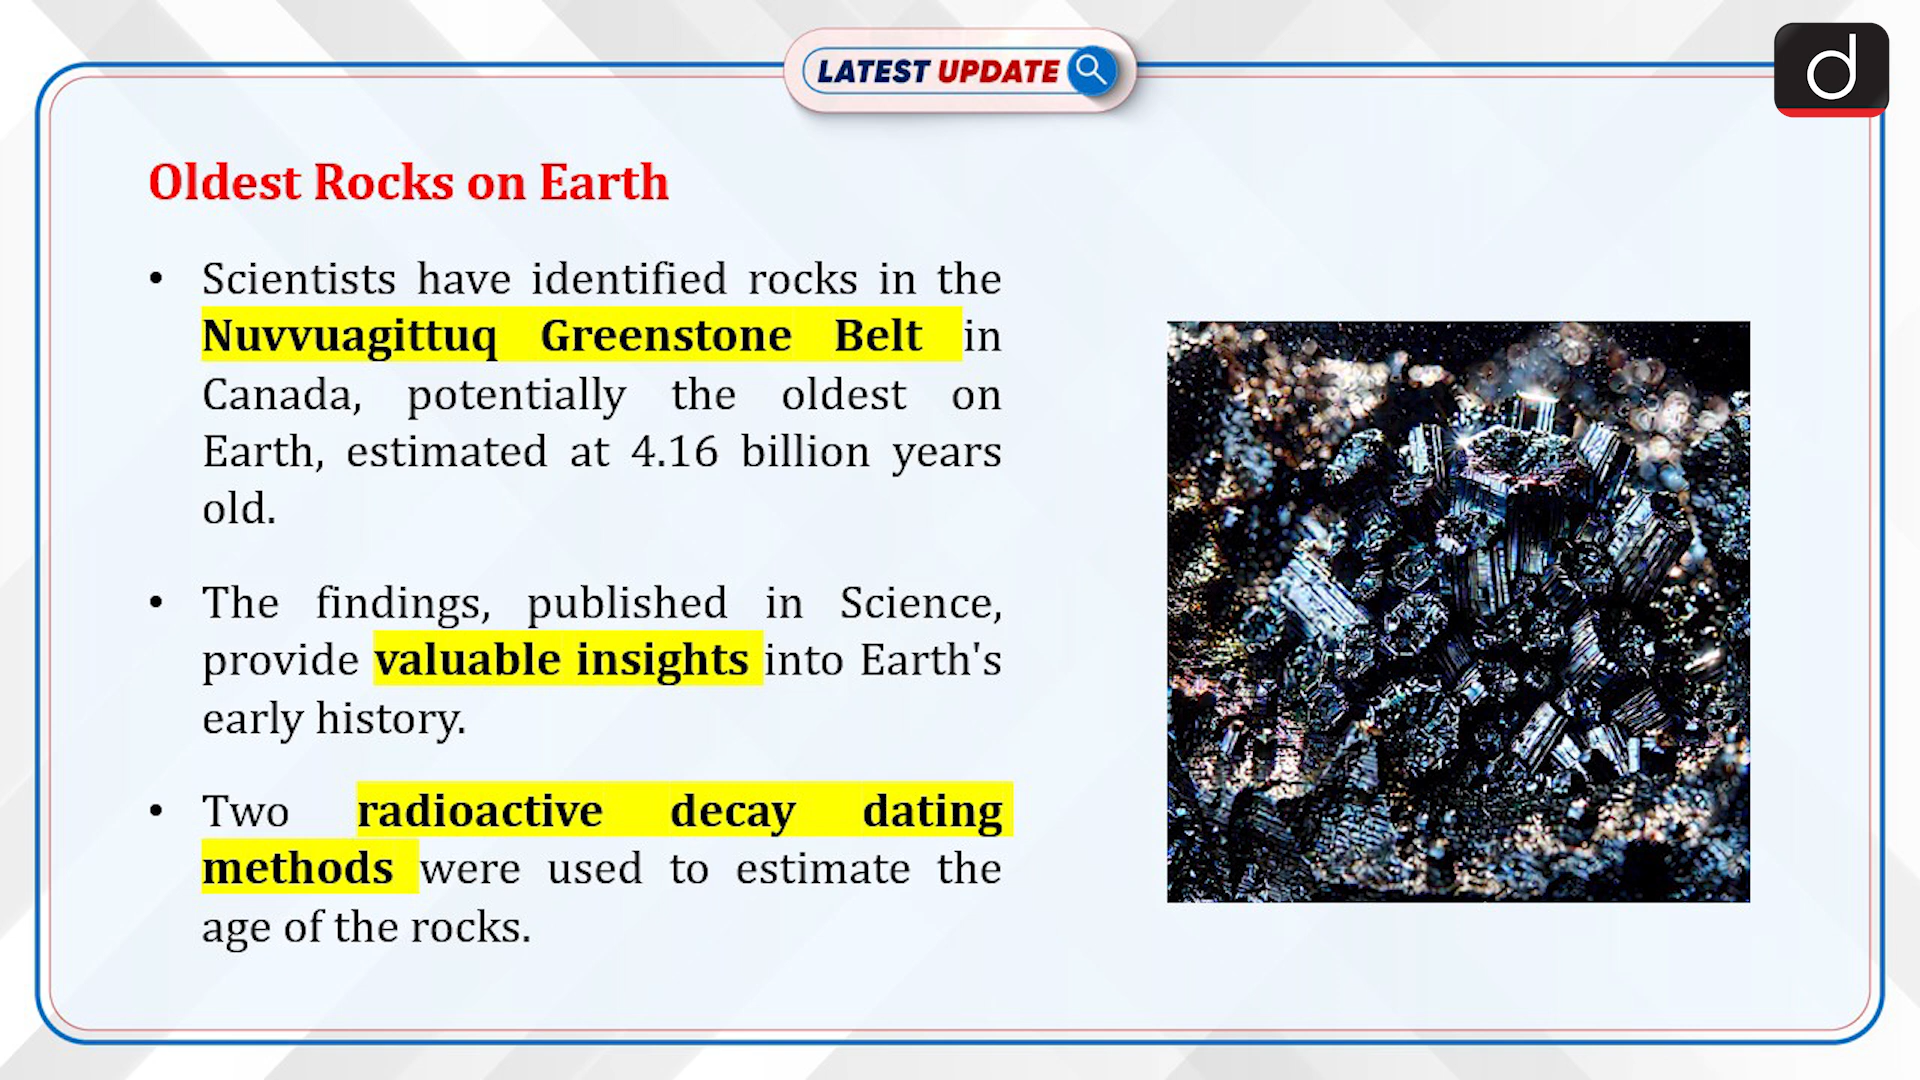 LATEST UPDATE
d
Oldest Rocks on Earth
• Scientists have identified rocks in the
Nuvvuagittuq Greenstone Belt in
Canada, potentially the oldest on
Earth, estimated at 4.16 billion years
old.
• The findings, published in Science,
provide valuable insights into Earth's
early history.
• Two radioactive decay dating
methods were used to estimate the
age of the rocks.